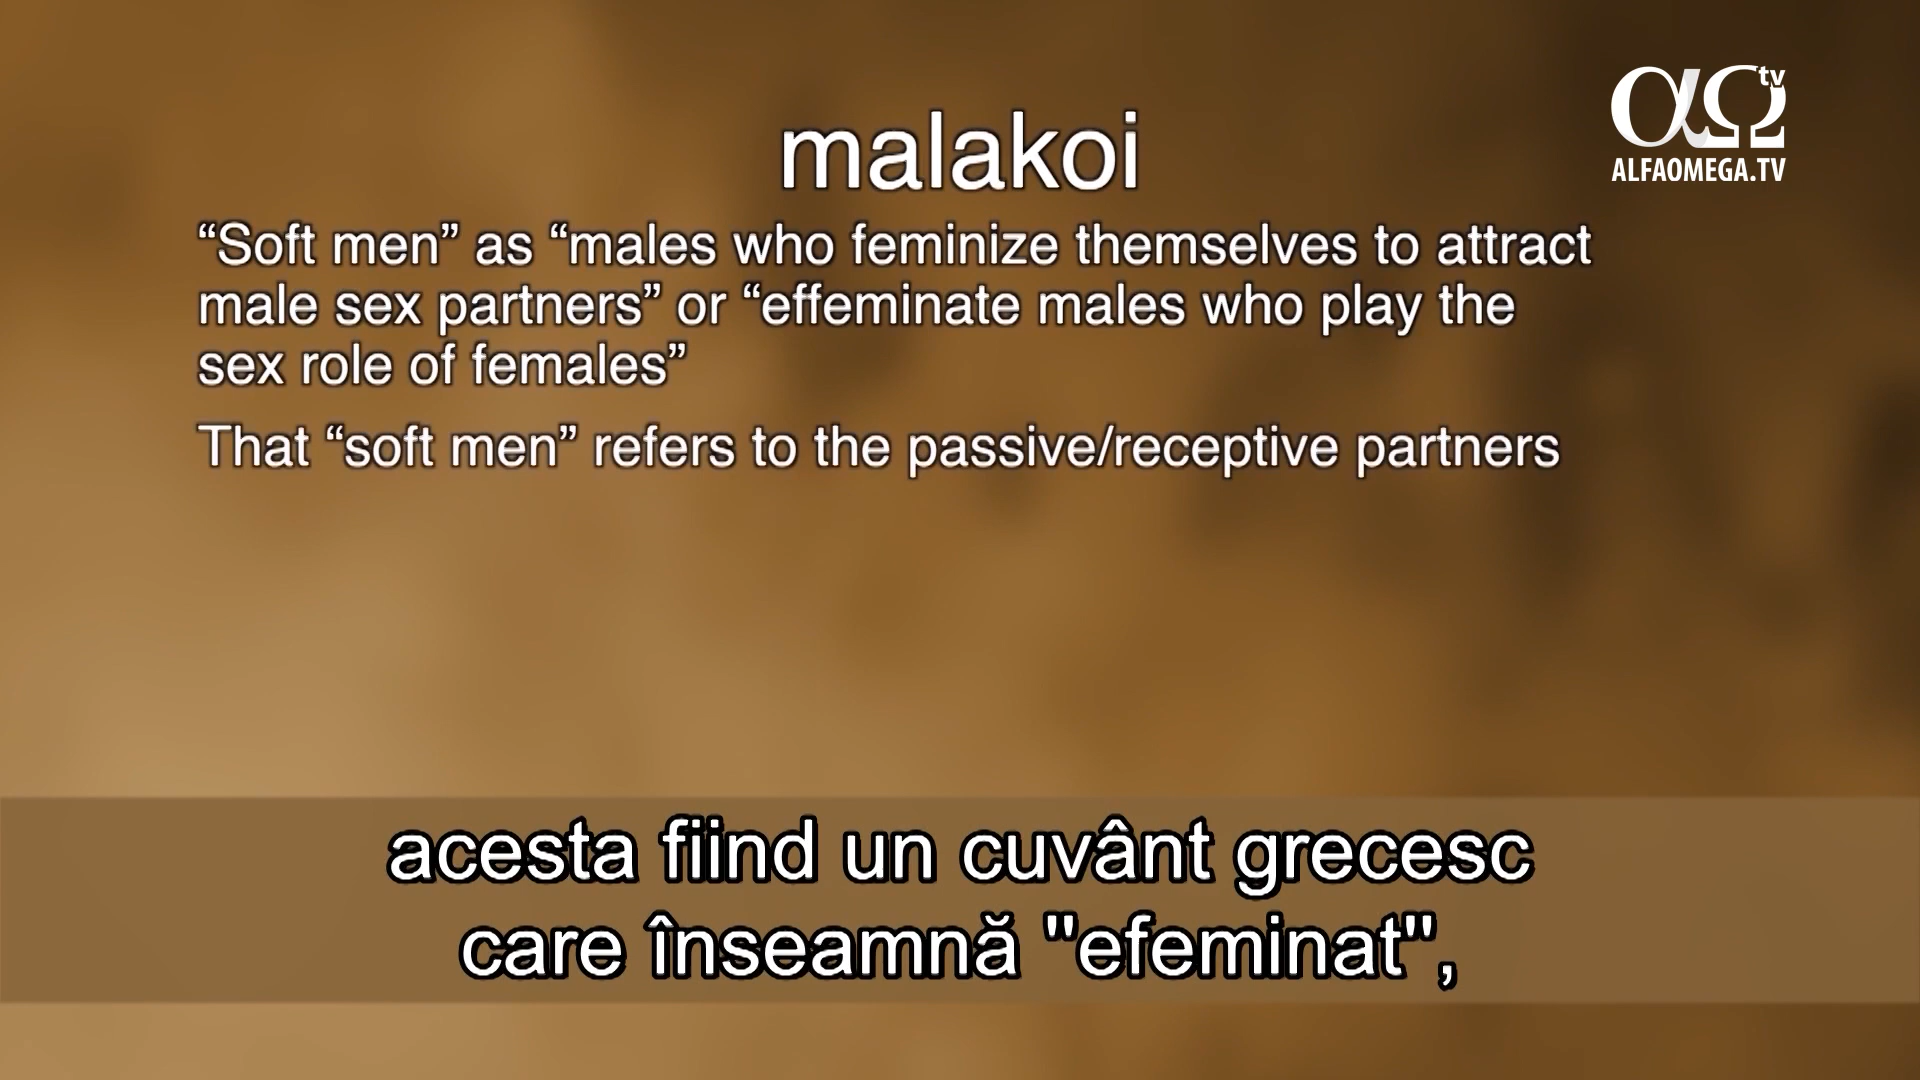 αΩ tv
ALFAOMEGA.TV
malakoi
“Soft men” as “males who feminize themselves to attract
male sex partners” or “effeminate males who play the
sex role of females”
That “soft men” refers to the passive/receptive partners
acesta fiind un cuvânt grecesc
care înseamnă "efeminat",